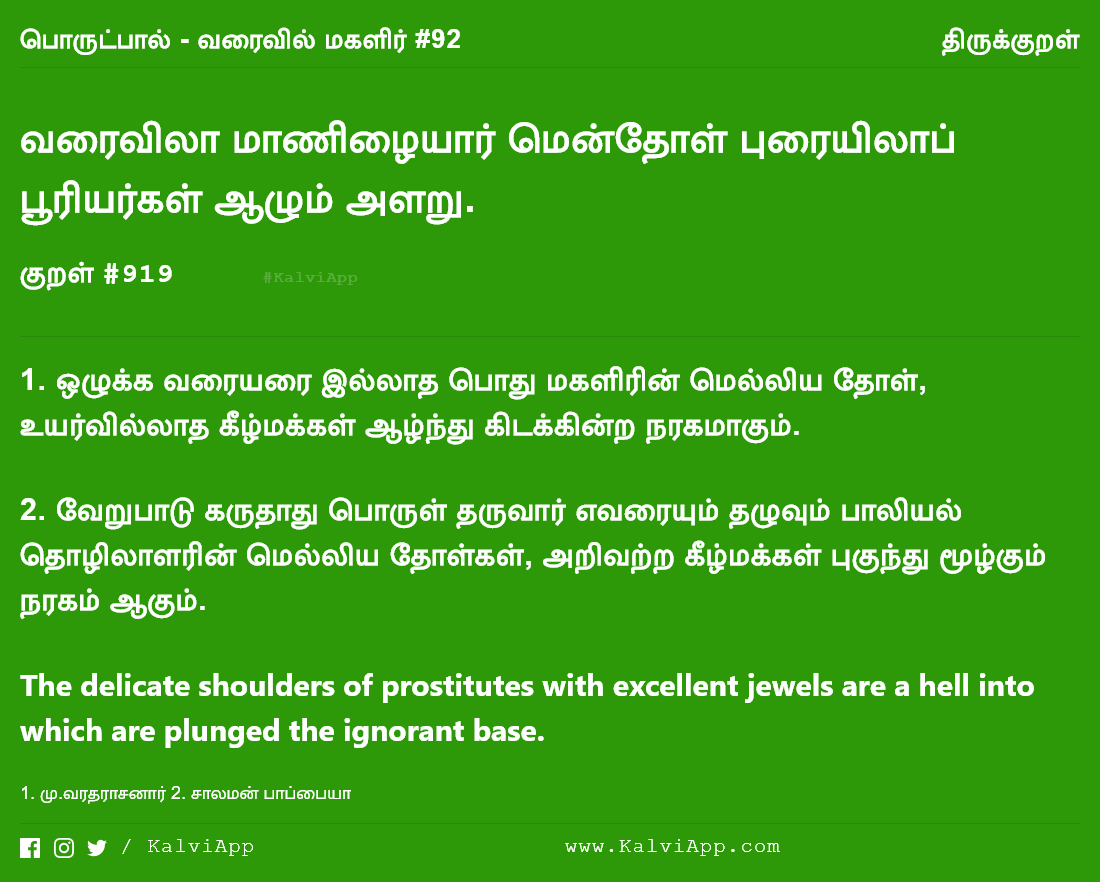 பொருட்பால் - வரைவில் மகளிர் #92
திருக்குறள்
வரைவிலா மாணிழையார் மென்தோள் புரையிலாப்
பூரியர்கள் ஆழும் அளறு.
குறள் #919
#KalviApp
1. ஒழுக்க வரையரை இல்லாத பொது மகளிரின் மெல்லிய தோள்,
உயர்வில்லாத கீழ்மக்கள் ஆழ்ந்து கிடக்கின்ற நரகமாகும்.
2. வேறுபாடு கருதாது பொருள் தருவார் எவரையும் தழுவும் பாலியல்
தொழிலாளரின் மெல்லிய தோள்கள், அறிவற்ற கீழ்மக்கள் புகுந்து மூழ்கும்
நரகம் ஆகும்.
The delicate shoulders of prostitutes with excellent jewels are a hell into
which are plunged the ignorant base.
1. மு.வரதராசனார் 2. சாலமன் பாப்பையா
/ KalviApp
www.KalviApp.com